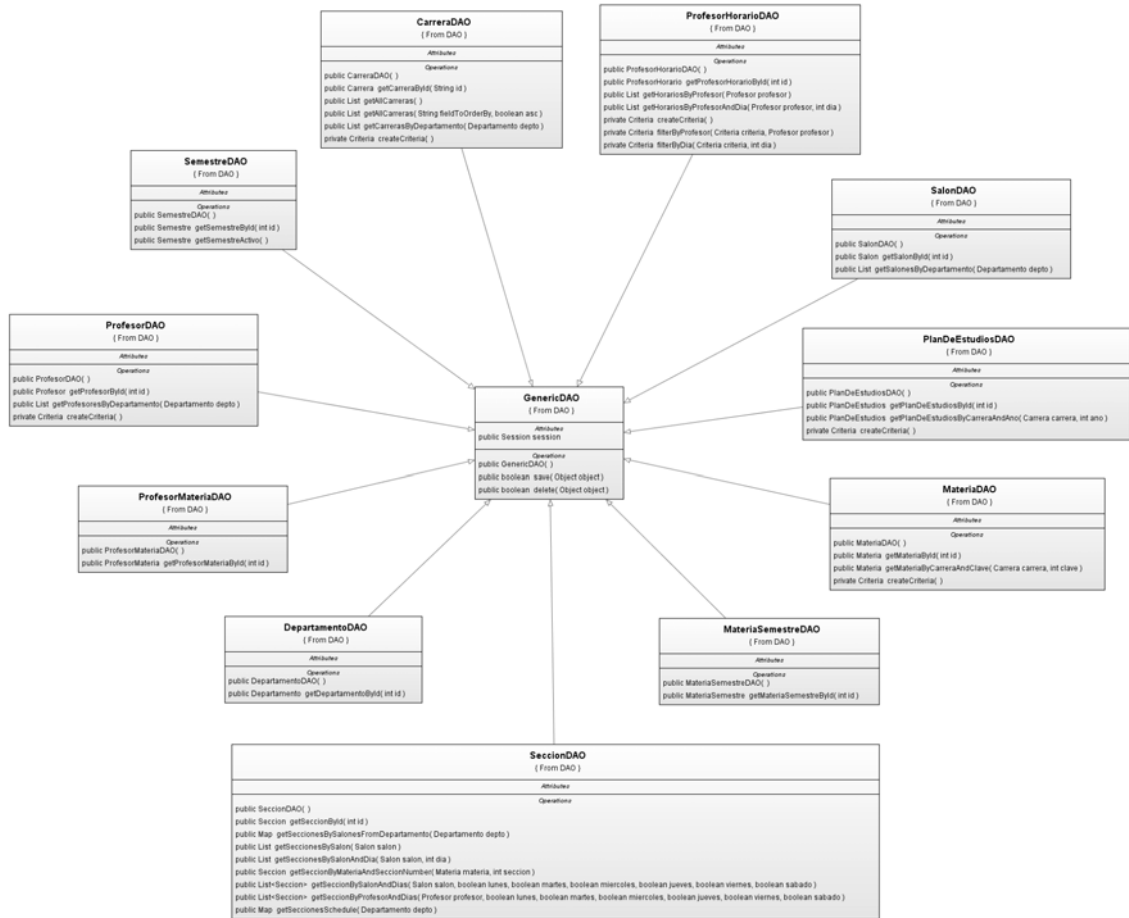 CarreraDAO
( From DAO )
Attributes
Operations
public CarreraDAO( )
public Carrera getCarreraById( String id )
public List getAllCarreras( )
public List getAllCarreras( String fieldToOrderBy, boolean asc )
public List getCarrerasByDepartamento( Departamento depto )
private Criteria createCriteria( )
ProfesorHorarioDAO
( From DAO )
Attributes
Operations
public ProfesorHorarioDAO( )
public ProfesorHorario getProfesorHorarioById( int id )
public List getHorariosByProfesor( Profesor profesor )
public List getHorariosByProfesorAndDia( Profesor profesor, int dia )
private Criteria createCriteria( )
private Criteria filterByProfesor( Criteria criteria, Profesor profesor )
private Criteria filterByDia( Criteria criteria, int dia )
SemestreDAO
( From DAO )
Attributes
Operations
public SemestreDAO( )
public Semestre getSemestreById( int id )
public Semestre getSemestreActivo( )
SalonDAO
( From DAO )
Attributes
Operations
public SalonDAO( )
public Salon getSalonById( int id )
public List getSalonesByDepartamento( Departamento depto )
ProfesorDAO
( From DAO )
Attributes
Operations
public ProfesorDAO( )
public Profesor getProfesorById( int id )
public List getProfesoresByDepartamento( Departamento depto )
private Criteria createCriteria( )
PlanDeEstudiosDAO
( From DAO )
Attributes
Operations
public PlanDeEstudiosDAO( )
public PlanDeEstudios getPlanDeEstudiosById( int id )
public PlanDeEstudios getPlanDeEstudiosByCarreraAndAno( Carrera carrera, int ano )
private Criteria createCriteria( )
GenericDAO
( From DAO )
Attributes
public Session session
Operations
public GenericDAO( )
public boolean save( Object object )
public boolean delete( Object object )
ProfesorMateriaDAO
( From DAO )
Attributes
Operations
public ProfesorMateriaDAO( )
public ProfesorMateria getProfesorMateriaById( int id )
MateriaDAO
( From DAO )
Attributes
Operations
public MateriaDAO( )
public Materia getMateriaById( int id )
public Materia getMateriaByCarreraAndClave( Carrera carrera, int clave )
private Criteria createCriteria( )
DepartamentoDAO
( From DAO )
Attributes
Operations
public DepartamentoDAO( )
public Departamento getDepartamentoById( int id )
MateriaSemestreDAO
( From DAO )
Attributes
Operations
public MateriaSemestreDAO( )
public MateriaSemestre getMateriaSemestreById( int id )
SeccionDAO
( From DAO )
Attributes
Operations
public SeccionDAO( )
public Seccion getSeccionById( int id )
public Map getSeccionesBySalonesFromDepartamento( Departamento depto )
public List getSeccionesBySalon( Salon salon )
public List getSeccionesBySalonAndDia( Salon salon, int dia )
public Seccion getSeccionByMateriaAndSeccionNumber( Materia materia, int seccion )
public List<Seccion> getSeccionBySalonAndDias( Salon salon, boolean lunes, boolean martes, boolean miercoles, boolean jueves, boolean viernes, boolean sabado )
public List<Seccion> getSeccionByProfesorAndDias( Profesor profesor, boolean lunes, boolean martes, boolean miercoles, boolean jueves, boolean viernes, boolean sabado )
public Map getSeccionesSchedule( Departamento depto )